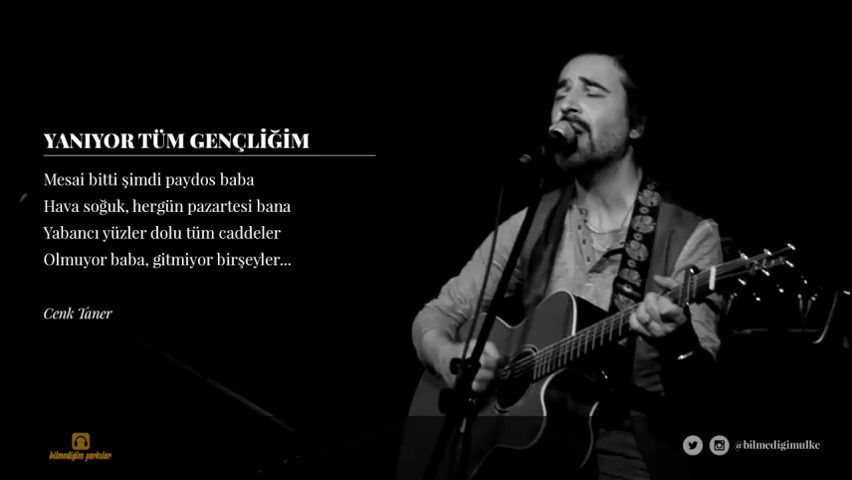 YANIYOR TÜM GENÇLİĞİM
Mesai bitti şimdi paydos baba
Hava soğuk, hergün pazartesi bana
Yabancı yüzler dolu tüm caddeler
Olmuyor baba, gitmiyor birşeyler...
Cenk Taner
bilmediğim şarkılar
@bilmedigimulke